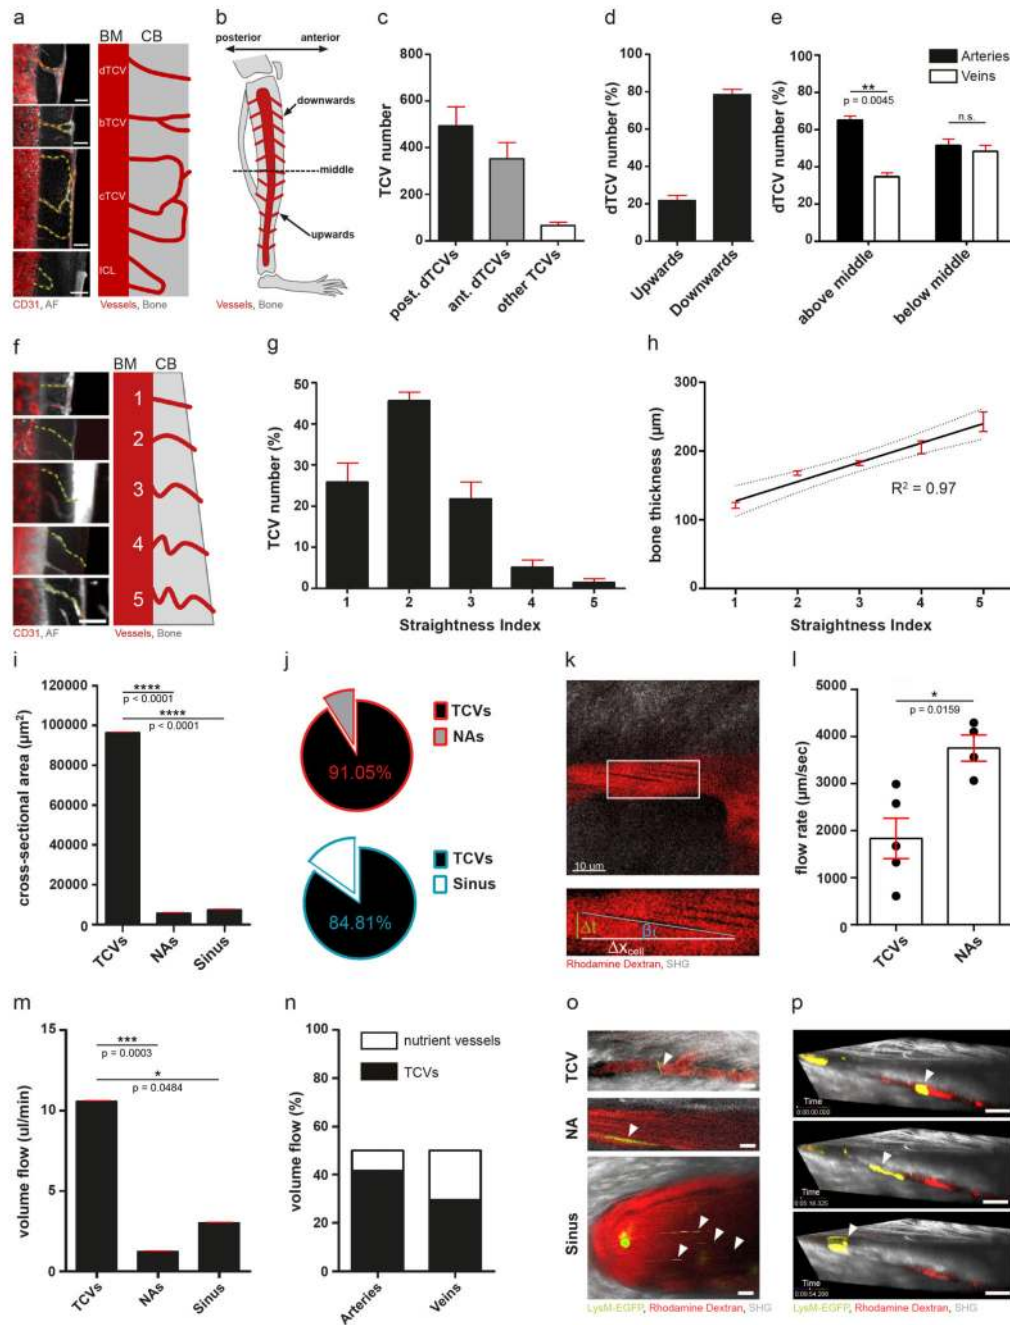 a
BM CB
dTCV
bTCV
cTCV
ICL
CD31, AF Vessels, Bone
b
posterior anterior
downwards
middle
upwards
Vessels, Bone
c
800
600
400
200
0
TCV number
post. dTCVs
ant. dTCVs
other TCVs
d
100
80
60
40
20
0
dTCV number (%)
Upwards
Downwards
e
Arteries
Veins
100
80
60
40
20
0
dTCV number (%)
**
p = 0.0045
n.s.
above middle
below middle
f
BM CB
1
2
3
4
5
CD31, AF Vessels, Bone
g
50
40
30
20
10
0
TCV number (%)
1 2 3 4 5
Straightness Index
h
300
200
100
0
bone thickness (µm)
R² = 0.97
1 2 3 4 5
Straightness Index
i
120000
100000
80000
60000
40000
20000
0
cross-sectional area (µm²)
****
p < 0.0001
****
p < 0.0001
TCVs
NAs
Sinus
j
TCVs
NAs
91.05%
TCVs
Sinus
84.81%
k
10 µm
Δt
β
Δxcell
Rhodamine Dextran, SHG
l
5000
4000
3000
2000
1000
0
flow rate (µm/sec)
*
p = 0.0159
TCVs
NAs
m
15
10
5
0
volume flow (ul/min)
***
p = 0.0003
*
p = 0.0484
TCVs
NAs
Sinus
n
100
80
60
40
20
0
volume flow (%)
nutrient vessels
TCVs
Arteries
Veins
o
TCV
NA
Sinus
LysM-EGFP, Rhodamine Dextran, SHG
p
Time
0:00:00.000
Time
Time
0:00:54.200
LysM-EGFP, Rhodamine Dextran, SHG